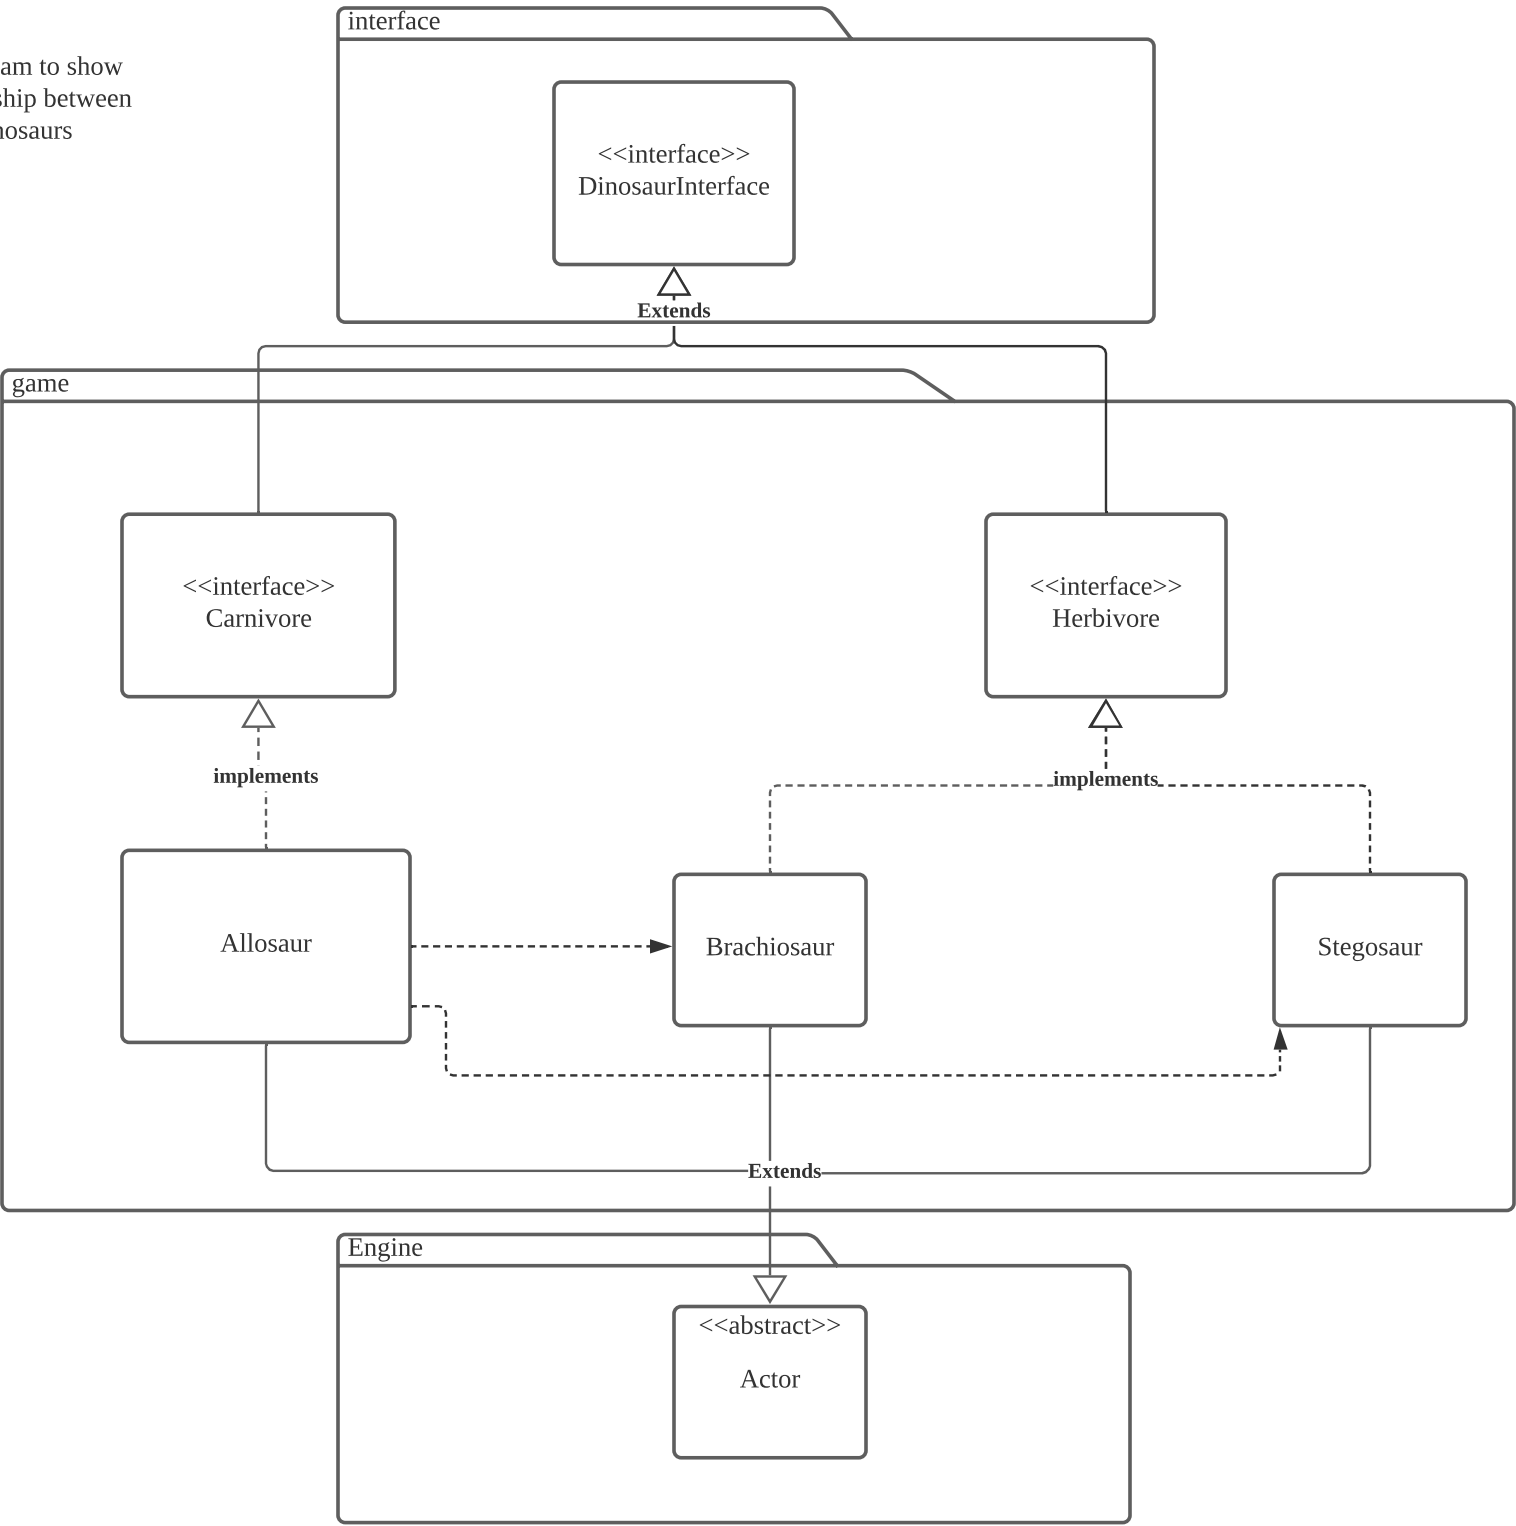 interface
am to show
ship between
nosaurs
<<interface>>
DinosaurInterface
Extends
game
<<interface>>
Carnivore
<<interface>>
Herbivore
implements
implements
Allosaur
Brachiosaur
Stegosaur
Extends
Engine
<<abstract>>
Actor